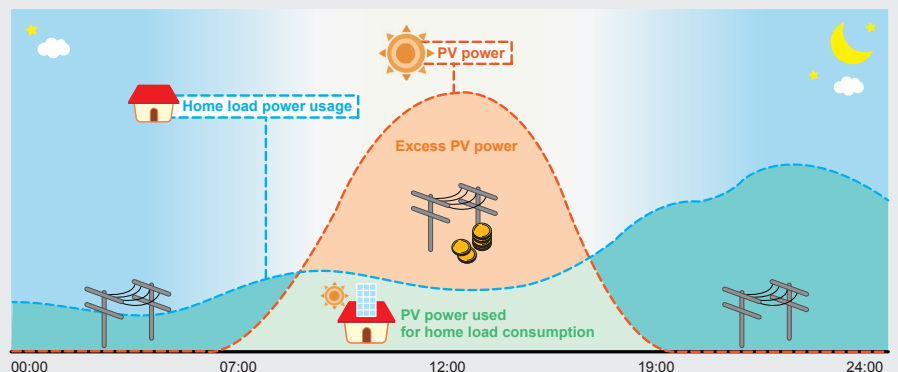 PV power
Home load power usage
Excess PV power
PV power used
for home load consumption
00:00 07:00 12:00 19:00 24:00